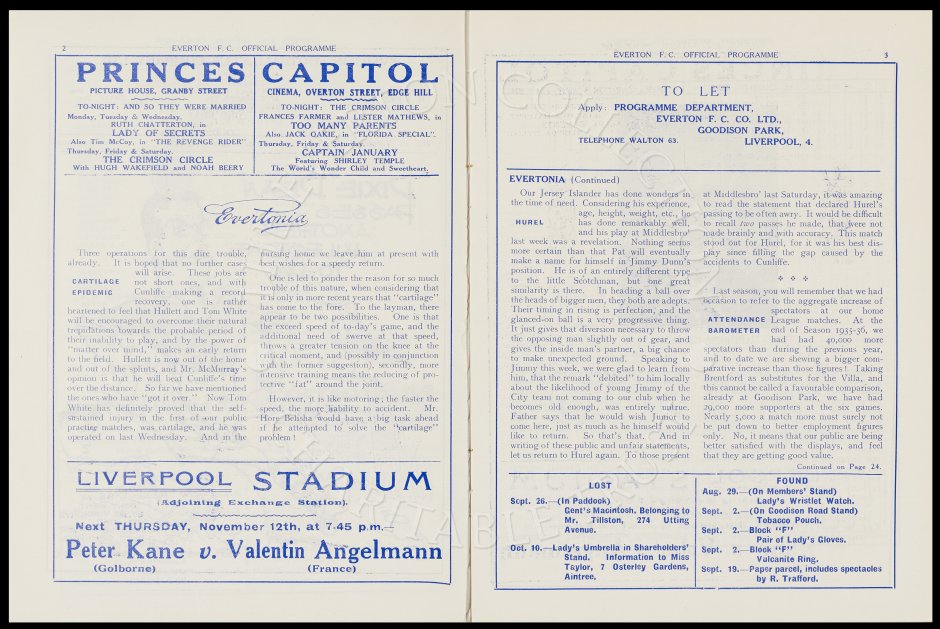 2
EVERTON F. C. OFFICIAL PROGRAMME
PRINCES
PICTURE HOUSE, GRANBY STREET
TO-NIGHT: AND SO THEY WERE MARRIED
Monday, Tuesday & Wednesday.
RUTH CHATTERTON, in
LADY OF SECRETS
Also Tim McCoy, in "THE REVENGE RIDER"
Thursday, Friday & Saturday.
THE CRIMSON CIRCLE
With HUGH WAKEFIELD and NOAH BEERY
CAPITOL
CINEMA, OVERTON STREET, EDGE HILL
TO-NIGHT: THE CRIMSON CIRCLE
FRANCES FARMER and LESTER MATHEWS, in
TOO MANY PARENTS
Also JACK OAKIE, in "FLORIDA SPECIAL".
Thursday, Friday & Saturday.
CAPTAIN JANUARY
Featuring SHIRLEY TEMPLE
The World's Wonder Child and Sweetheart.
Evertonia
Three operations for this dire trouble,
already. It is hoped that no further cases
will arise. These jobs are
CARTILAGE not short ones, and with
EPIDEMIC Cunliffe making a record
recovery, one is rather
heartened to feel that Hullett and Tom White
will be encouraged to overcome their natural
trepidations towards the probable period of
their inability to play, and by the power of
"matter over mind," makes an early return
to the field. Hullett is now out of the home
and out of the splints, and Mr. McMurray's
opinion is that he will beat Cunliffe's time
over the distance. So far we have mentioned
the ones who have "got it over." Now Tom
White has definitely proved that the self-
sustained injury in the first of our public
practing matches, was cartilage, and he was
operated on last Wednesday. And in the
nursing home we leave him at present with
best wishes for a speedy return.
One is led to ponder the reason for so much
trouble of this nature, when considering that
it is only in more recent years that "cartilage"
has come to the fore. To the layman, there
appear to be two possibilities. One is that
the exceed speed of to-day's game, and the
additional need of swerve at that speed,
throws a greater tension on the knee at the
critical moment, and (possibly in conjunction
with the former suggestion), secondly, more
intensive training means the reducing of pro-
tective "fat" around the joint.
However, it is like motoring; the faster the
speed, the more liability to accident. Mr.
Hore-Belisha would have a big task ahead
if he attempted to solve the "cartilage"
problem!
LIVERPOOL STADIUM
(Adjoining Exchange Station).
Next THURSDAY, November 12th, at 7-45 p.m.—
Peter Kane v. Valentin Angelmann
(Golborne) (France)
EVERTON F. C. OFFICIAL PROGRAMME
3
TO LET
Apply: PROGRAMME DEPARTMENT,
EVERTON F. C. CO. LTD.,
GOODISON PARK,
TELEPHONE WALTON 63. LIVERPOOL, 4.
EVERTONIA (Continued)
Our Jersey Islander has done wonders in
the time of need. Considering his experience,
age, height, weight, etc., he
HUREL has done remarkably well,
and his play at Middlesbro'
last week was a revelation. Nothing seems
more certain than that Pat will eventually
make a name for himself in Jimmy Dunn's
position. He is of an entirely different type
to the little Scotchman, but one great
similarity is there. In heading a ball over
the heads of bigger men, they both are adepts.
Their timing in rising is perfection, and the
glanced-on ball is a very progressive thing.
It just gives that diversion necessary to throw
the opposing man slightly out of gear, and
gives the inside man's partner, a big chance
to make unexpected ground. Speaking to
Jimmy this week, we were glad to learn from
him, that the remark "debited" to him locally
about the likelihood of young Jimmy of the
City team not coming to our club when he
becomes old enough, was entirely untrue.
Father says that he would wish Junior to
come here, just as much as he himself would
like to return. So that's that. And in
writing of these public and unfair statements,
let us return to Hurel again. To those present
at Middlesbro' last Saturday, it was amazing
to read the statement that declared Hurel's
passing to be often awry. It would be difficult
to recall two passes he made, that were not
made brainly and with accuracy. This match
stood out for Hurel, for it was his best dis-
play since filling the gap caused by the
accidents to Cunliffe.
* * *
Last season, you will remember that we had
occasion to refer to the aggregate increase of
spectators at our home
ATTENDANCE League matches. At the
BAROMETER end of Season 1935-36, we
had had 40,000 more
spectators than during the previous year,
and to date we are shewing a bigger com-
parative increase than those figures! Taking
Brentford as substitutes for the Villa, and
this cannot be called a favorable comparison,
already at Goodison Park, we have had
29,000 more supporters at the six games.
Nearly 5,000 a match more must surely not
be put down to better employment figures
only. No, it means that our public are being
better satisfied with the displays, and feel
that they are getting good value.
Continued on Page 24.
LOST
Sept. 26.—(In Paddock)
Gent's Macintosh. Belonging to
Mr. Tillston, 274 Utting
Avenue.
Oct. 10.—Lady's Umbrella in Shareholders'
Stand. Information to Miss
Taylor, 7 Osterley Gardens,
Aintree.
FOUND
Aug. 29.—(On Members' Stand)
Lady's Wristlet Watch.
Sept. 2.—(On Goodison Road Stand)
Tobacco Pouch.
Sept. 2.—Block "F"
Pair of Lady's Gloves.
Sept. 2.—Block "F"
Vulcanite Ring.
Sept. 19.—Paper parcel, includes spectacles
by R. Trafford.